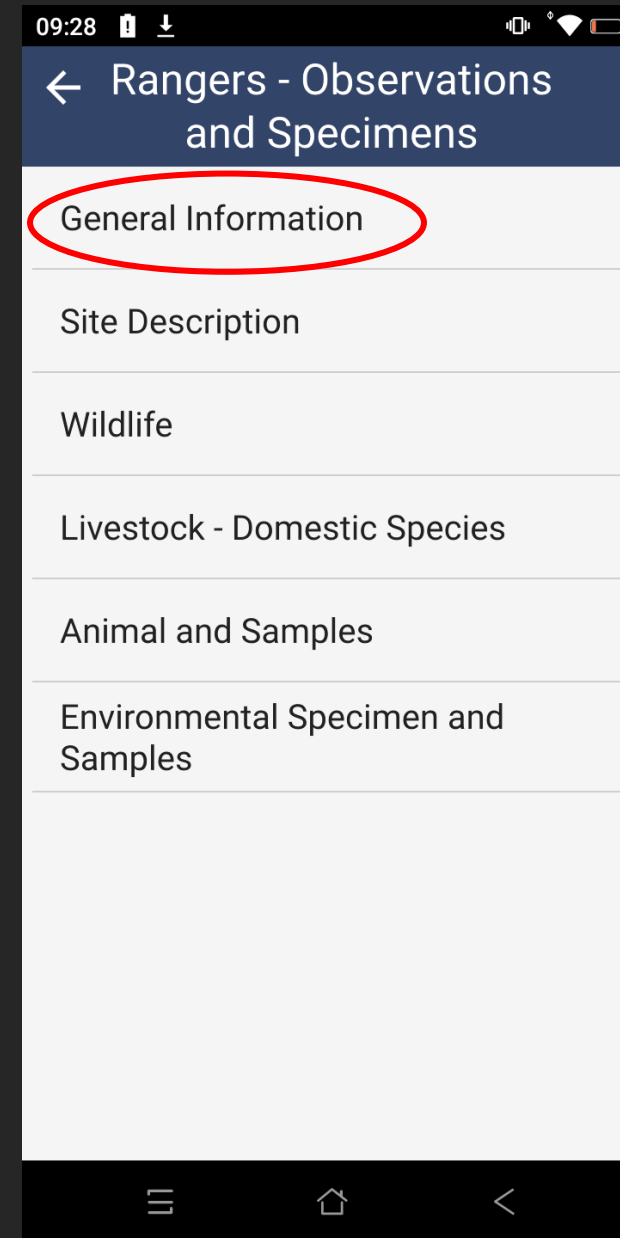 09:28
Rangers - Observations
and Specimens
General Information
Site Description
Wildlife
Livestock - Domestic Species
Animal and Samples
Environmental Specimen and
Samples